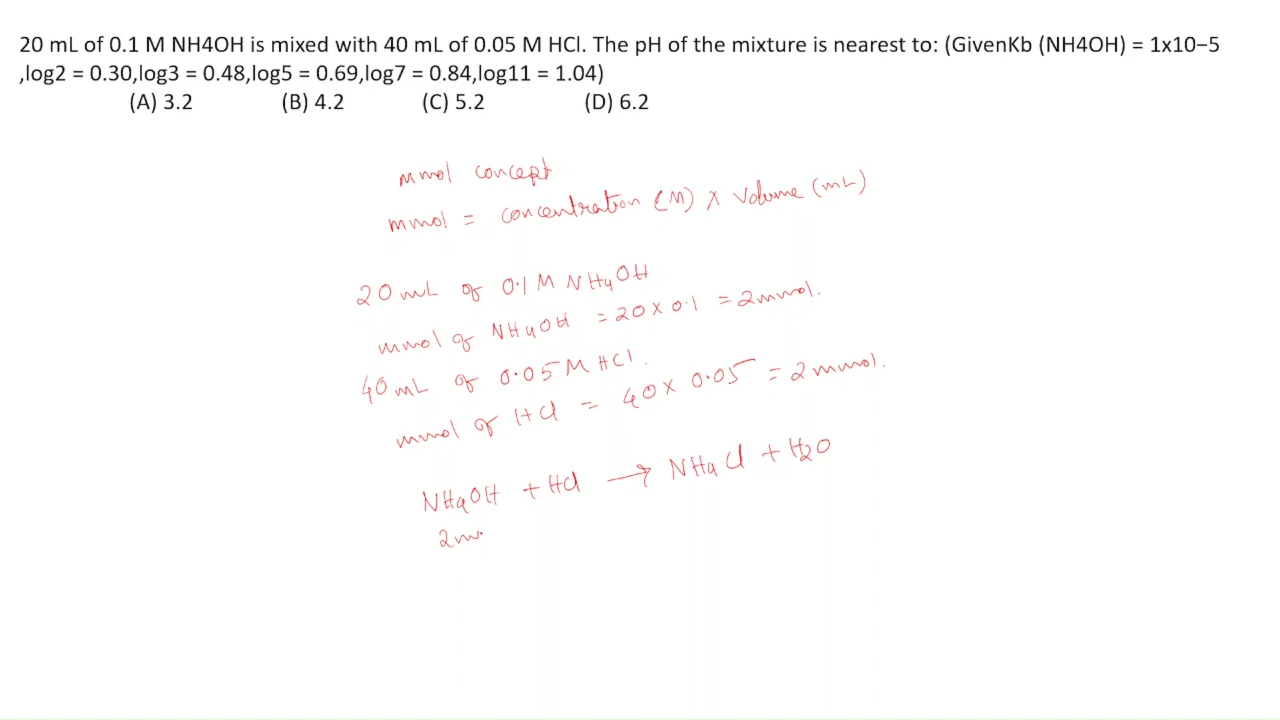 20 mL of 0.1 M NH4OH is mixed with 40 mL of 0.05 M HCl. The pH of the mixture is nearest to: (GivenKb (NH4OH) = 1x10−5
,log2 = 0.30,log3 = 0.48,log5 = 0.69,log7 = 0.84,log11 = 1.04)
(A) 3.2 (B) 4.2 (C) 5.2 (D) 6.2
mmol concept
mmol = concentration (M) x volume (mL)
20 mL of 0.1 M NH4OH
mmol of NH4OH = 20 x 0.1 = 2 mmol.
40 mL of 0.05 M HCl.
mmol of HCl = 40 x 0.05 = 2 mmol.
NH4OH + HCl → NH4Cl + H2O
2m